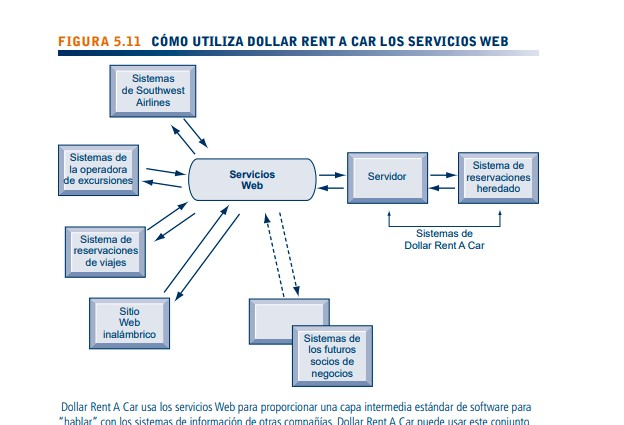 FIGURA 5.11 CÓMO UTILIZA DOLLAR RENT A CAR LOS SERVICIOS WEB
Sistemas
de Southwest
Airlines
Sistemas de
la operadora
de excursiones
Servicios
Web
Servidor
Sistema de
reservaciones
heredado
Sistema de
reservaciones
de viajes
Sistemas de
Dollar Rent A Car
Sitio
Web
inalámbrico
Sistemas de
los futuros
socios de
negocios
Dollar Rent A Car usa los servicios Web para proporcionar una capa intermedia estándar de software para
“hablar” con los sistemas de información de otras compañías. Dollar Rent A Car puede usar este conjunto